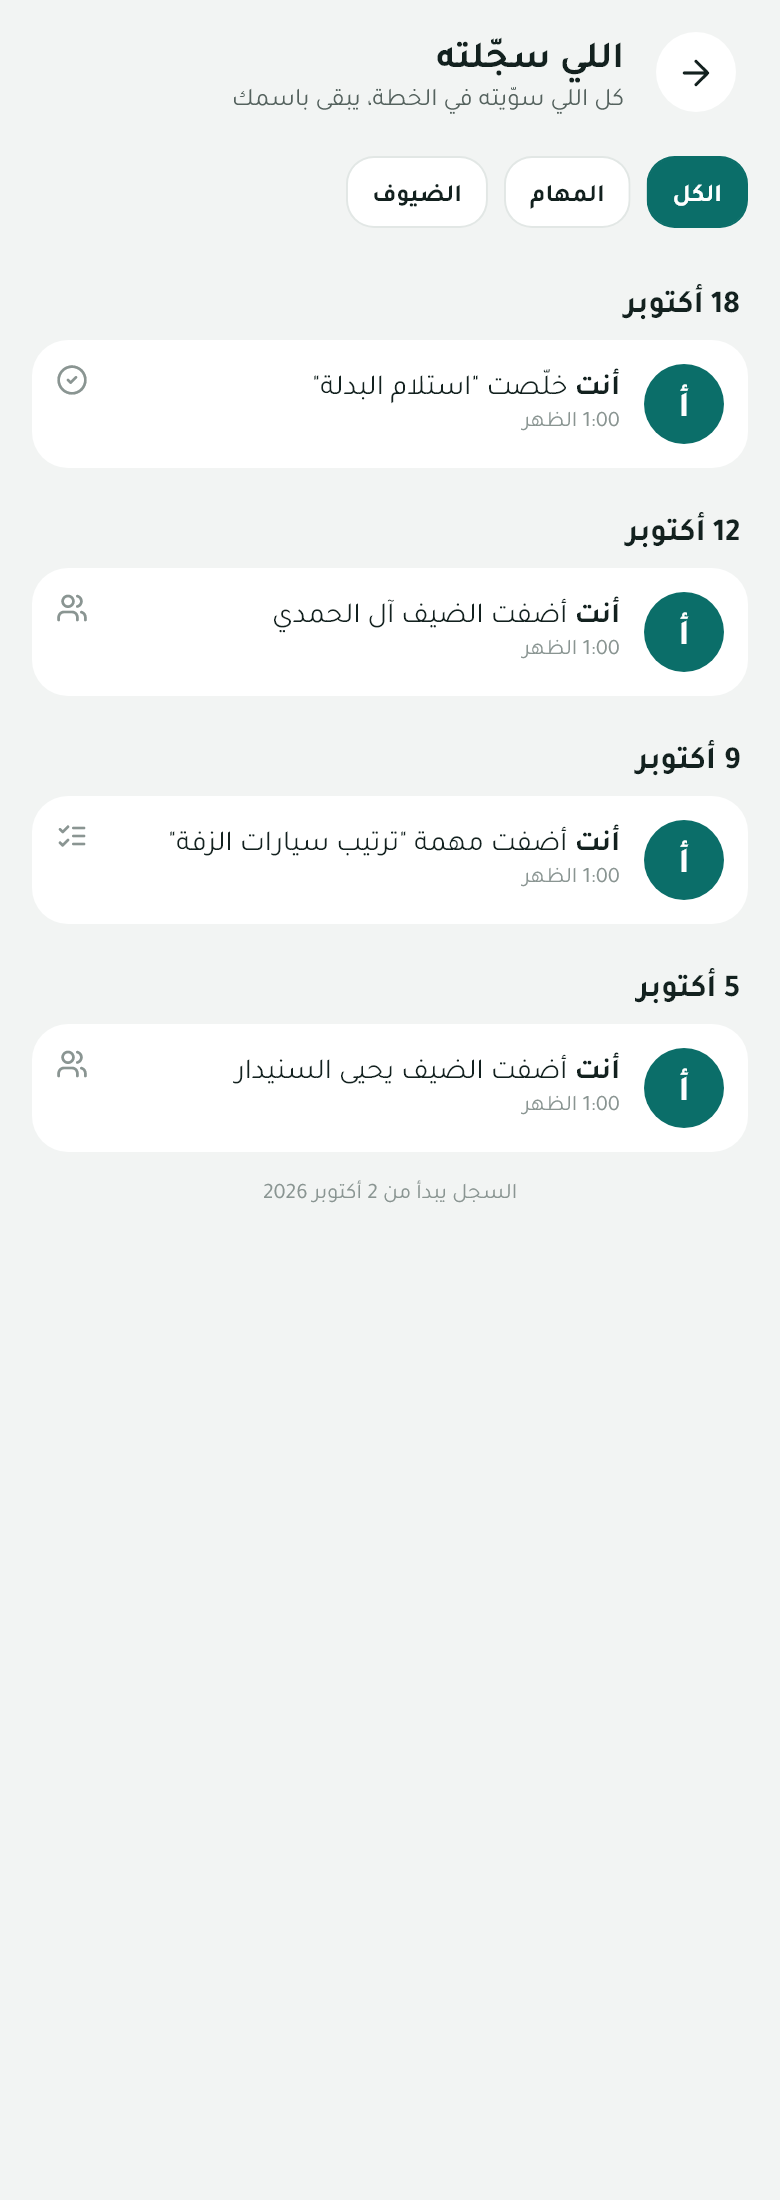 اللي سجّلته
كل اللي سوّيته في الخطة، يبقى باسمك
الكل
المهام
الضيوف
18 أكتوبر
أ
أنت خلّصت "استلام البدلة"
1:00 الظهر
12 أكتوبر
أ
أنت أضفت الضيف آل الحمدي
1:00 الظهر
9 أكتوبر
أ
أنت أضفت مهمة "ترتيب سيارات الزفة"
1:00 الظهر
5 أكتوبر
أ
أنت أضفت الضيف يحيى السنيدار
1:00 الظهر
السجل يبدأ من 2 أكتوبر 2026